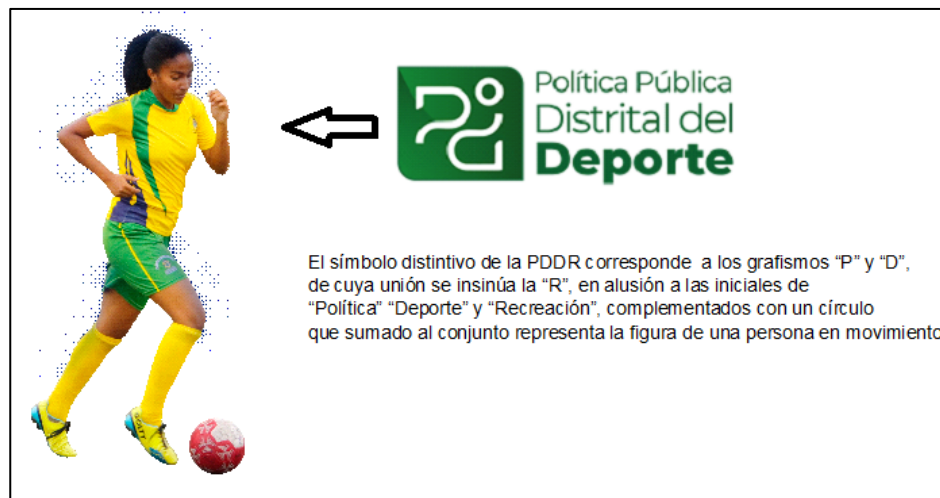 Política Pública
Distrital del
Deporte
El símbolo distintivo de la PDDR corresponde a los grafismos “P” y “D”,
de cuya unión se insinúa la “R”, en alusión a las iniciales de
“Política” “Deporte” y “Recreación”, complementados con un círculo
que sumado al conjunto representa la figura de una persona en movimiento